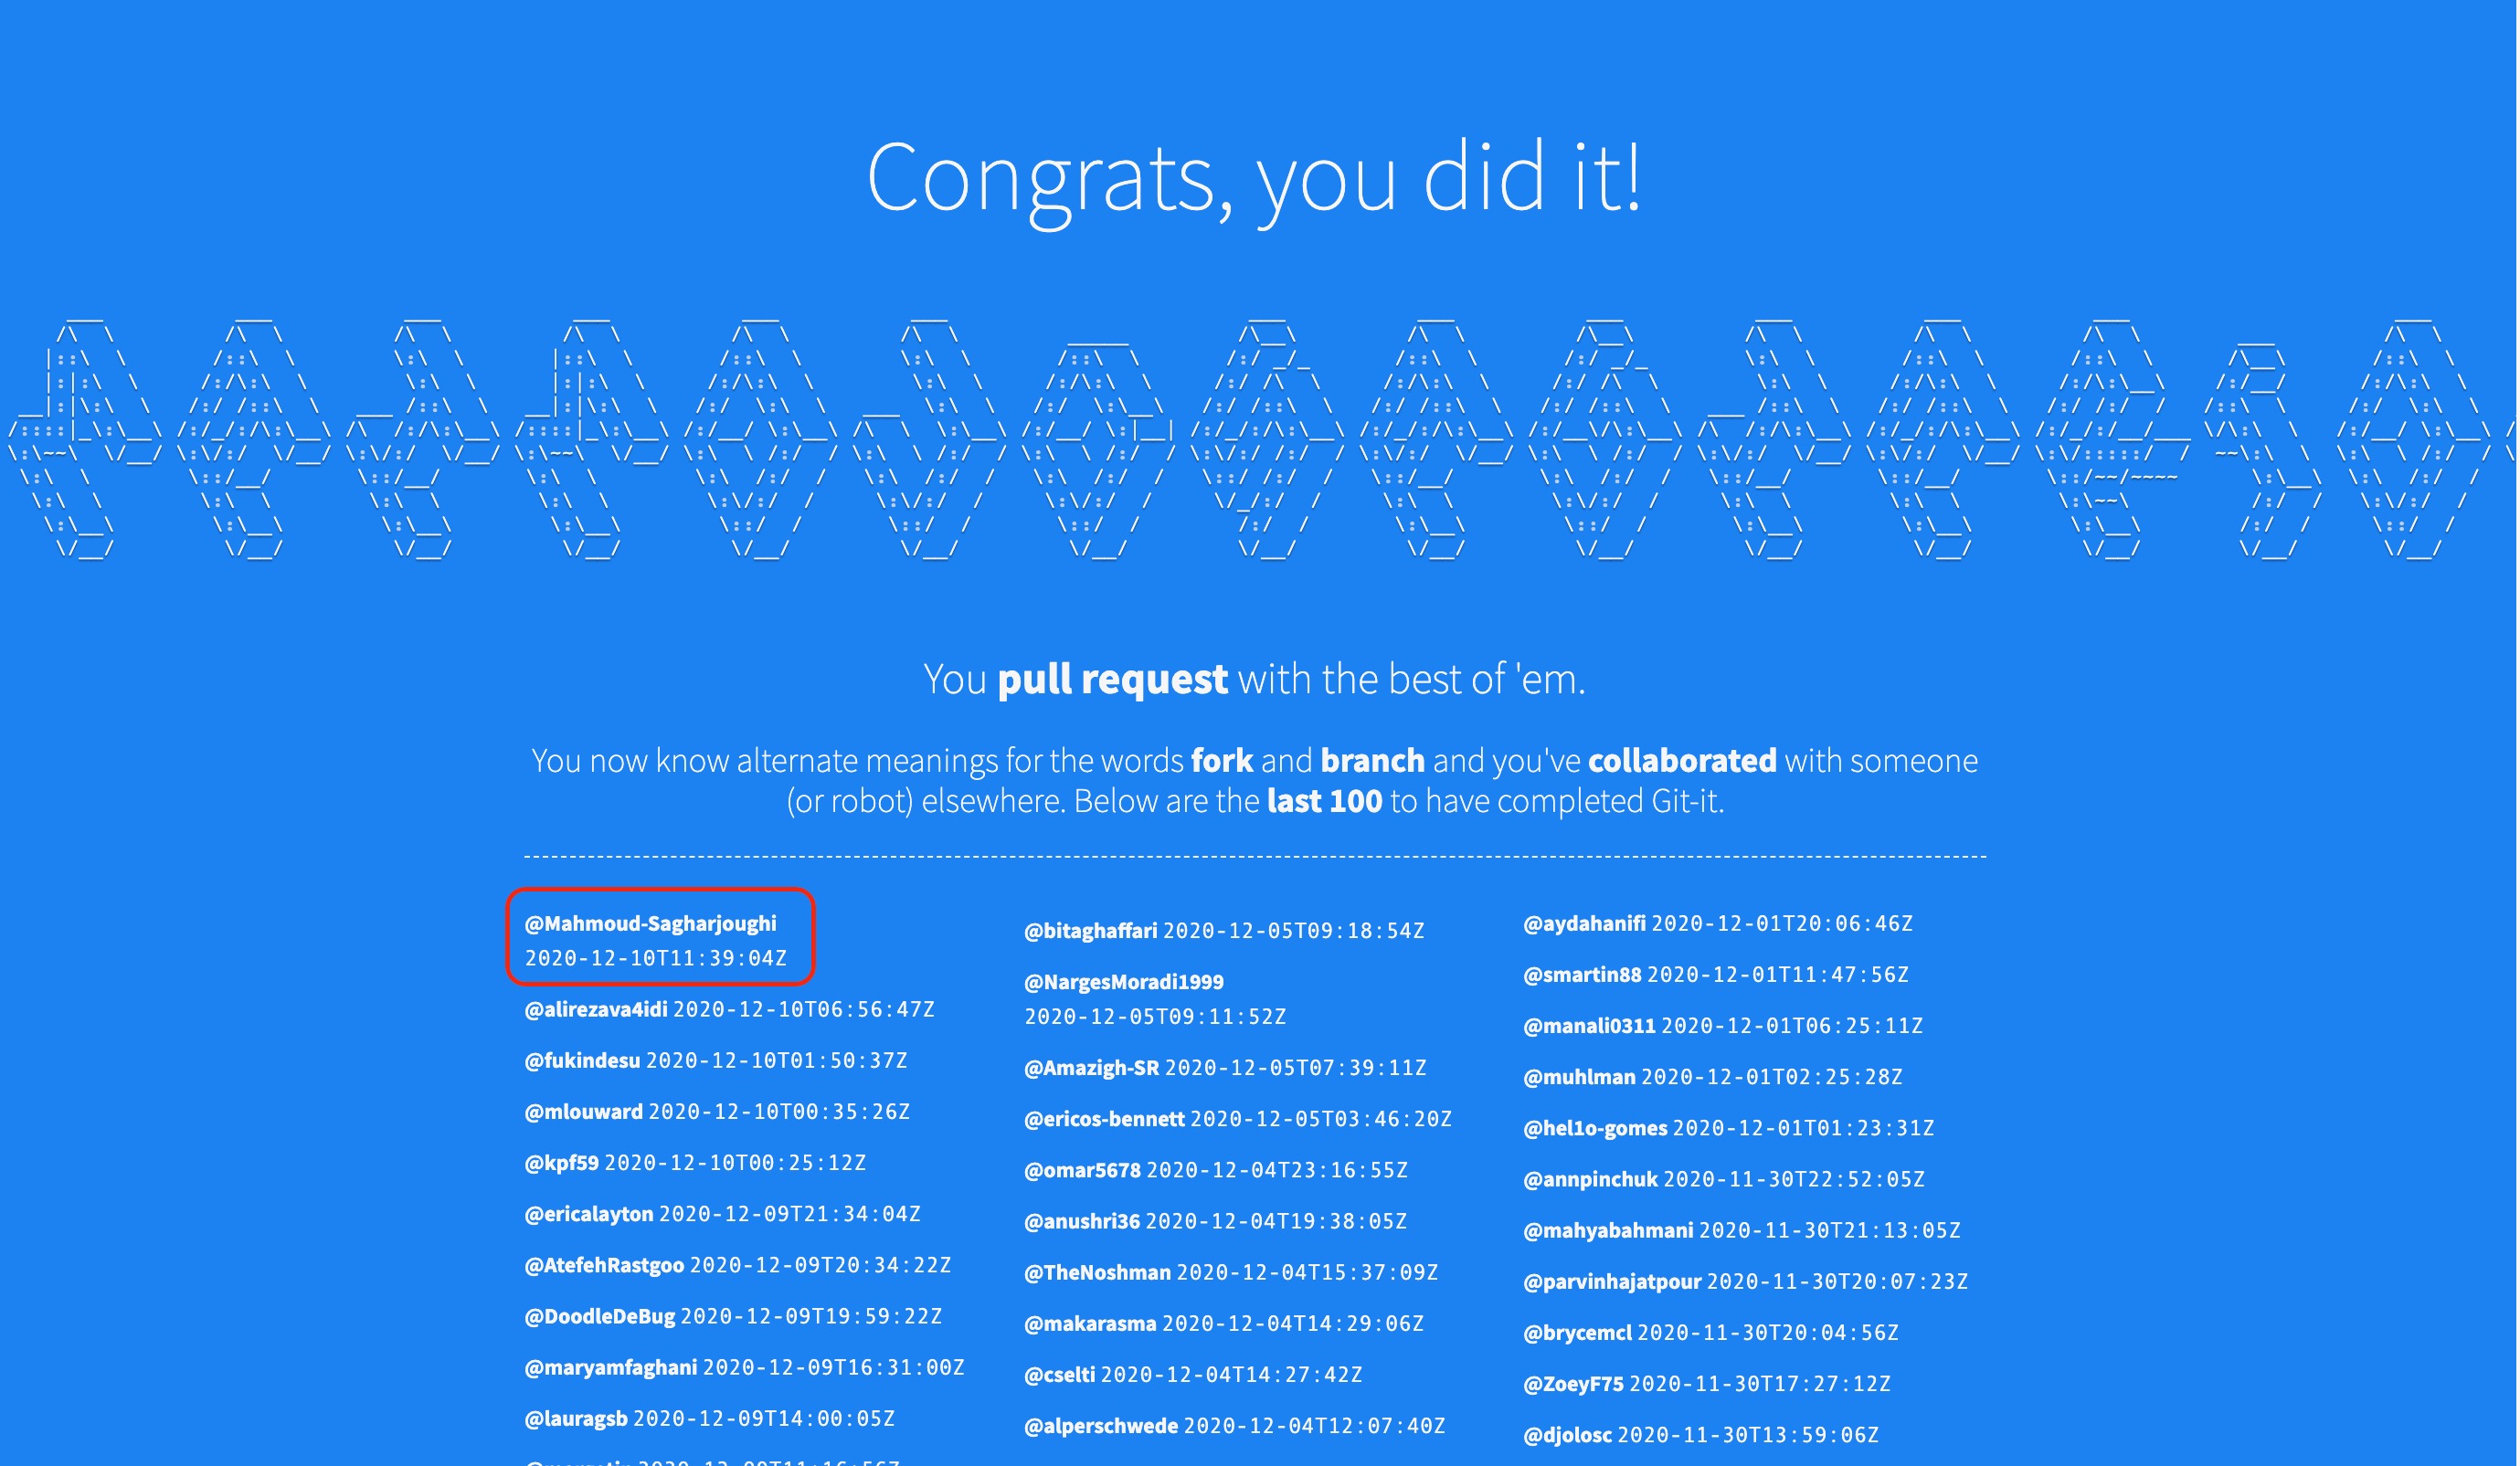 Congrats, you did it!
You pull request with the best of 'em.
You now know alternate meanings for the words fork and branch and you've collaborated with someone
(or robot) elsewhere. Below are the last 100 to have completed Git-it.
@Mahmoud-Sagharjoughi
2020-12-10T11:39:04Z
@alirezava4idi 2020-12-10T06:56:47Z
@fukindesu 2020-12-10T01:50:37Z
@mlouward 2020-12-10T00:35:26Z
@kpf59 2020-12-10T00:25:12Z
@ericalayton 2020-12-09T21:34:04Z
@AtefehRastgoo 2020-12-09T20:34:22Z
@DoodleDeBug 2020-12-09T19:59:22Z
@maryamfaghani 2020-12-09T16:31:00Z
@lauragsb 2020-12-09T14:00:05Z
@bitaghaffari 2020-12-05T09:18:54Z
@NargesMoradi1999
2020-12-05T09:11:52Z
@Amazigh-SR 2020-12-05T07:39:11Z
@ericos-bennett 2020-12-05T03:46:20Z
@omar5678 2020-12-04T23:16:55Z
@anushri36 2020-12-04T19:38:05Z
@TheNoshman 2020-12-04T15:37:09Z
@makarasma 2020-12-04T14:29:06Z
@cselti 2020-12-04T14:27:42Z
@alperschwede 2020-12-04T12:07:40Z
@aydahanifi 2020-12-01T20:06:46Z
@smartin88 2020-12-01T11:47:56Z
@manali0311 2020-12-01T06:25:11Z
@muhlman 2020-12-01T02:25:28Z
@hel1o-gomes 2020-12-01T01:23:31Z
@annpinchuk 2020-11-30T22:52:05Z
@mahyabahmani 2020-11-30T21:13:05Z
@parvinhajatpour 2020-11-30T20:07:23Z
@brycemcl 2020-11-30T20:04:56Z
@ZoeyF75 2020-11-30T17:27:12Z
@djolosc 2020-11-30T13:59:06Z